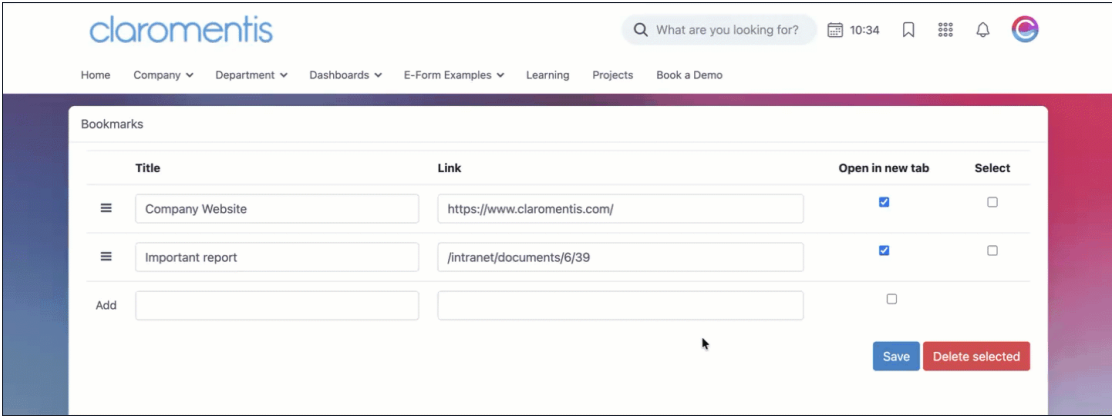 claromentis
What are you looking for?
10:34
Home Company Department Dashboards E-Form Examples Learning Projects Book a Demo
Bookmarks
Title Link Open in new tab Select
Company Website https://www.claromentis.com/
Important report /intranet/documents/6/39
Add
Save Delete selected